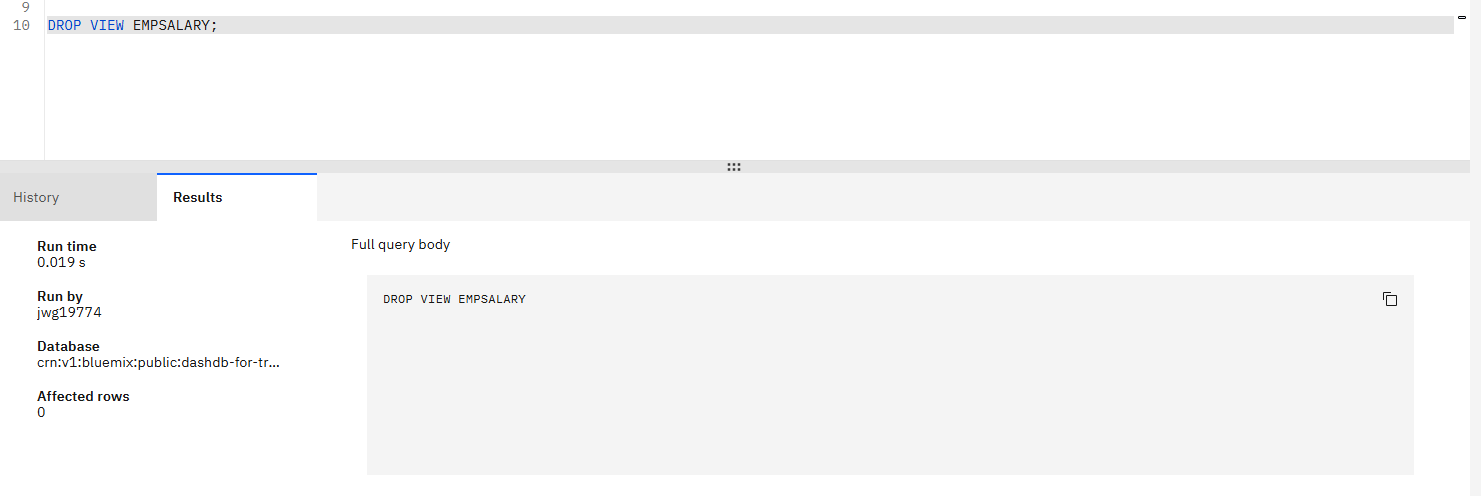 9
10 DROP VIEW EMPSALARY;
History Results
Run time
0.019 s
Run by
jwg19774
Database
crn:v1:bluemix:public:dashdb-for-tr...
Affected rows
0
Full query body
DROP VIEW EMPSALARY